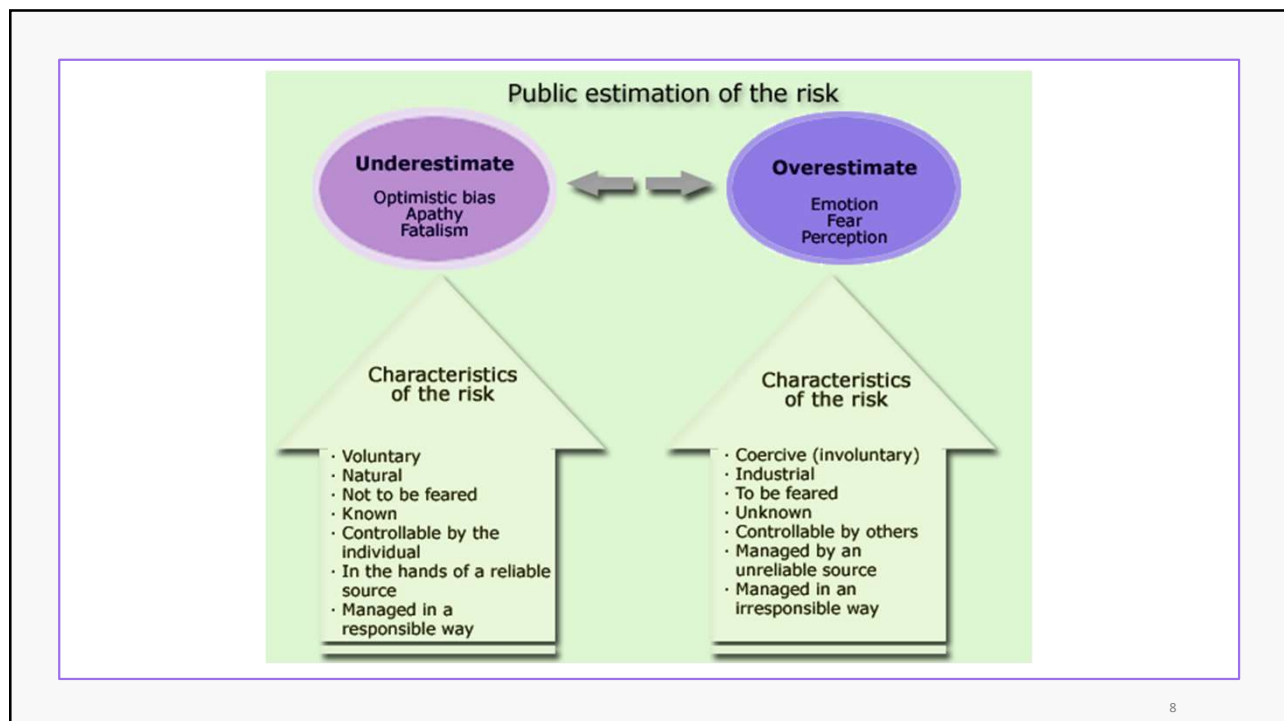 Public estimation of the risk
Underestimate
Optimistic bias
Apathy
Fatalism
Overestimate
Emotion
Fear
Perception
Characteristics
of the risk
· Voluntary
· Natural
· Not to be feared
· Known
· Controllable by the
individual
· In the hands of a reliable
source
· Managed in a
responsible way
Characteristics
of the risk
· Coercive (involuntary)
· Industrial
· To be feared
· Unknown
· Controllable by others
· Managed by an
unreliable source
· Managed in an
irresponsible way
8